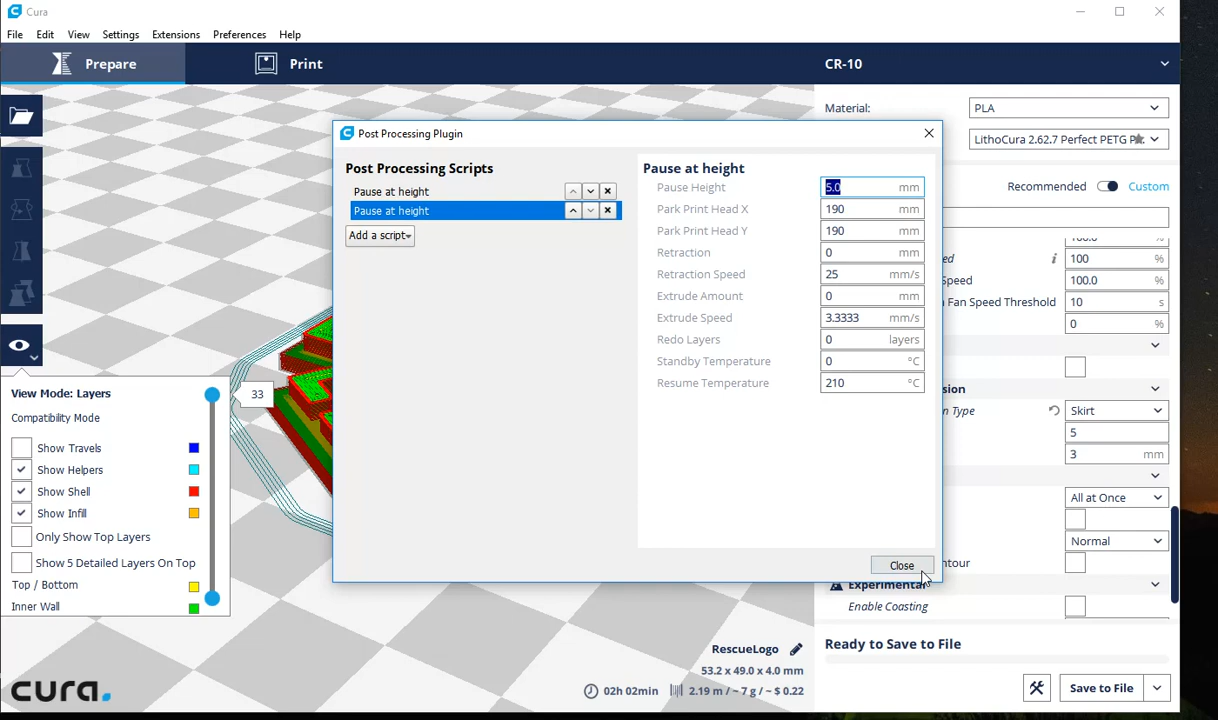 Cura
File Edit View Settings Extensions Preferences Help
Prepare Print CR-10
Material: PLA
LithoCura 2.62.7 Perfect PETG P
Recommended Custom
Post Processing Plugin
Post Processing Scripts
Pause at height
Pause at height
Add a script
Pause at height
Pause Height 5.0 mm
Park Print Head X 190 mm
Park Print Head Y 190 mm
Retraction 0 mm
Retraction Speed 25 mm/s
Extrude Amount 0 mm
Extrude Speed 3.3333 mm/s
Redo Layers 0 layers
Standby Temperature 0 °C
Resume Temperature 210 °C
Close
%
ed i 100 %
Speed 100.0 %
Fan Speed Threshold 10 s
0 %
sion
n Type Skirt
5
3 mm
All at Once
Normal
tour
Experimental
Enable Coasting
View Mode: Layers
33
Compatibility Mode
Show Travels
Show Helpers
Show Shell
Show Infill
Only Show Top Layers
Show 5 Detailed Layers On Top
Top / Bottom
Inner Wall
RescueLogo
53.2 x 49.0 x 4.0 mm
02h 02min 2.19 m / ~ 7 g / ~ $ 0.22
Ready to Save to File
Save to File
cura.